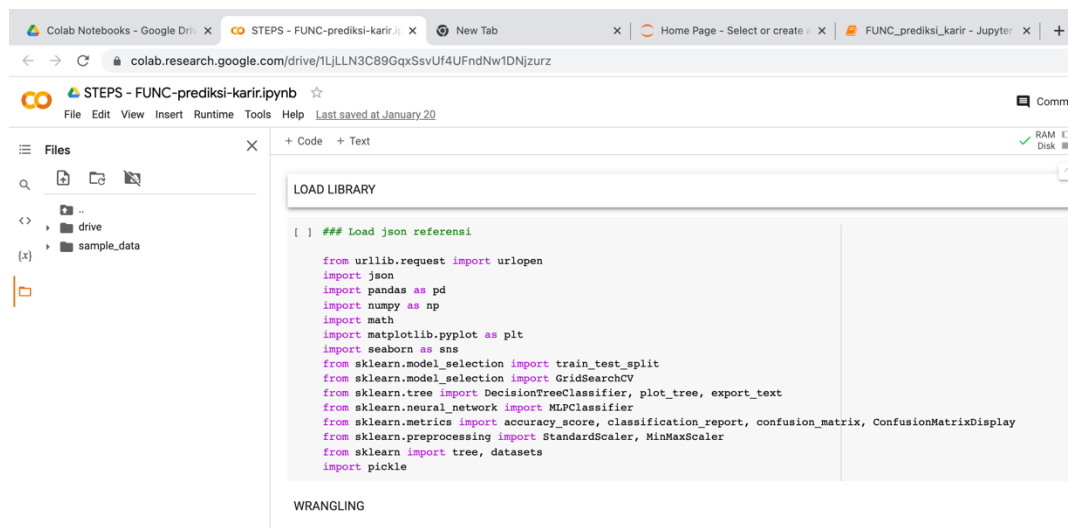 Colab Notebooks - Google Driv
STEPS - FUNC-prediksi-karir.ip
New Tab
Home Page - Select or create a
FUNC_prediksi_karir - Jupyter
colab.research.google.com/drive/1LjLLN3C89GqxSsvUf4UFndNw1DNjzurz
STEPS - FUNC-prediksi-karir.ipynb
File Edit View Insert Runtime Tools Help Last saved at January 20
Comm
Files
+ Code + Text
RAM
Disk
LOAD LIBRARY
..
drive
sample_data
{x}
[ ] ### Load json referensi
from urllib.request import urlopen
import json
import pandas as pd
import numpy as np
import math
import matplotlib.pyplot as plt
import seaborn as sns
from sklearn.model_selection import train_test_split
from sklearn.model_selection import GridSearchCV
from sklearn.tree import DecisionTreeClassifier, plot_tree, export_text
from sklearn.neural_network import MLPClassifier
from sklearn.metrics import accuracy_score, classification_report, confusion_matrix, ConfusionMatrixDisplay
from sklearn.preprocessing import StandardScaler, MinMaxScaler
from sklearn import tree, datasets
import pickle
WRANGLING